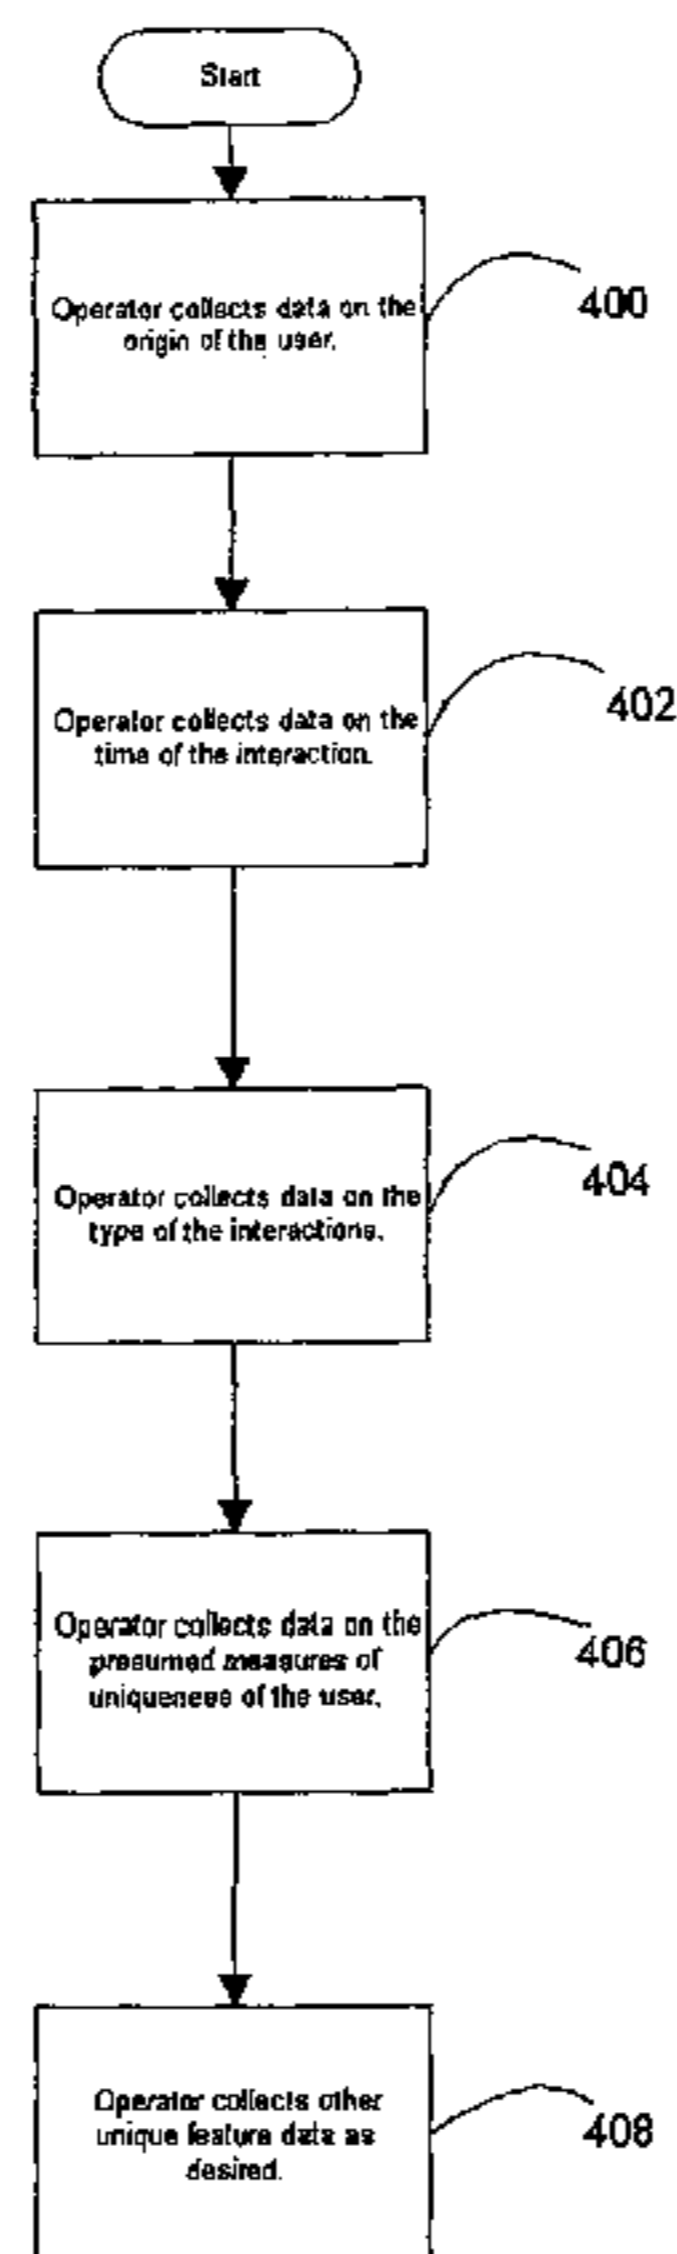 Start
Operator collects data on the
origin of the user.
400
Operator collects data on the
time of the interaction.
402
Operator collects data on the
type of the interactions.
404
Operator collects data on the
presumed measures of
uniqueness of the user.
406
Operator collects other
unique feature data as
desired.
408